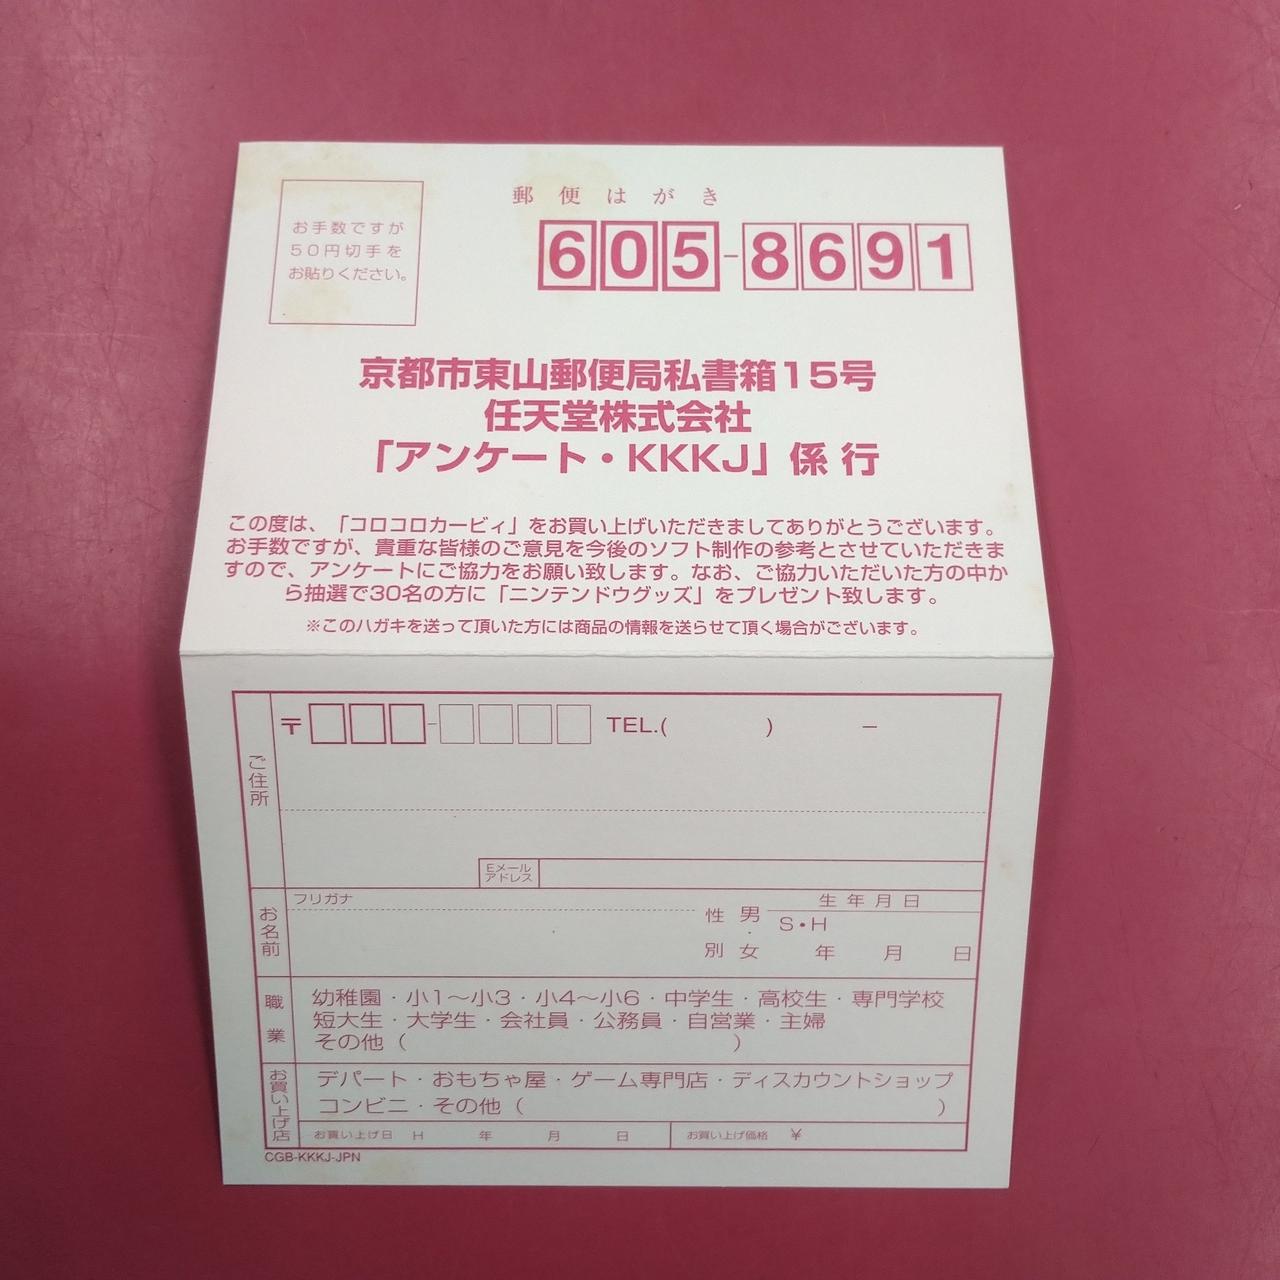 郵便はがき
お手数ですが
50円切手を
お貼りください。
605-8691
京都市東山郵便局私書箱15号
任天堂株式会社
「アンケート・KKKJ」係 行
この度は、「コロコロカービィ」をお買い上げいただきましてありがとうございます。
お手数ですが、貴重な皆様のご意見を今後のソフト制作の参考とさせていただきま
すので、アンケートにご協力をお願い致します。なお、ご協力いただいた方の中か
ら抽選で30名の方に「ニンテンドウグッズ」をプレゼント致します。
※このハガキを送って頂いた方には商品の情報を送らせて頂く場合がございます。
ご住所
〒 - TEL.( ) −
Eメール
アドレス
お名前
フリガナ
性別
男・女
生年月日
S・H
年 月 日
職業
幼稚園・小1〜小3・小4〜小6・中学生・高校生・専門学校
短大生・大学生・会社員・公務員・自営業・主婦
その他( )
お買い上げ店
デパート・おもちゃ屋・ゲーム専門店・ディスカウントショップ
コンビニ・その他( )
お買い上げ日 H 年 月 日 お買い上げ価格 ¥
CGB-KKKJ-JPN